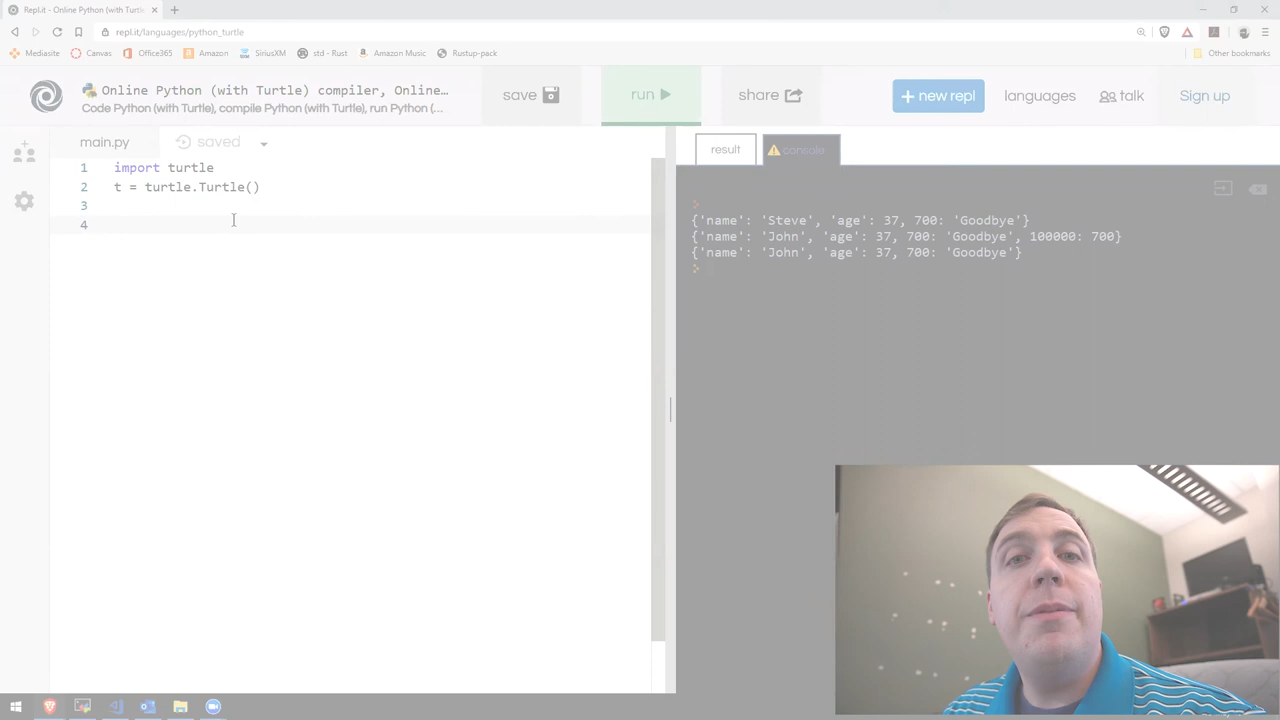 Repl.it - Online Python (with Turtle
repl.it/languages/python_turtle
Mediasite Canvas Office365 Amazon SiriusXM std - Rust Amazon Music Rustup-pack Other bookmarks
Online Python (with Turtle) compiler, Online…
Code Python (with Turtle), compile Python (with Turtle), run Python (…
save run share + new repl languages talk Sign up
main.py saved
result console
1 import turtle
2 t = turtle.Turtle()
3
4
{'name': 'Steve', 'age': 37, 700: 'Goodbye'}
{'name': 'John', 'age': 37, 700: 'Goodbye', 100000: 700}
{'name': 'John', 'age': 37, 700: 'Goodbye'}